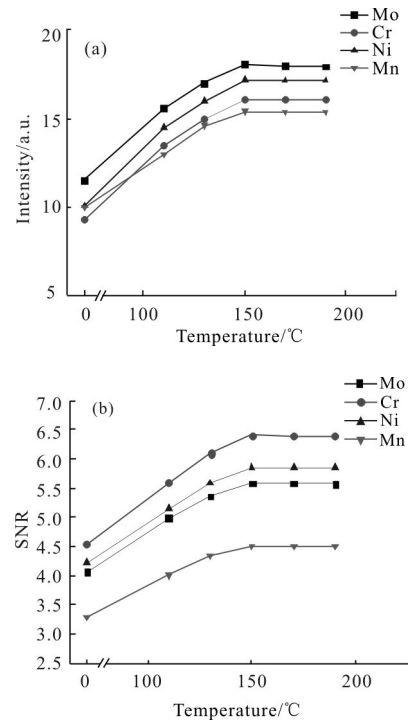 (a)
Mo
Cr
Ni
Mn
20
15
10
5
Intensity/a.u.
0 100 150 200
Temperature/℃
(b)
Mo
Cr
Ni
Mn
7.0
6.5
6.0
5.5
5.0
4.5
4.0
3.5
3.0
2.5
SNR
0 100 150 200
Temperature/℃